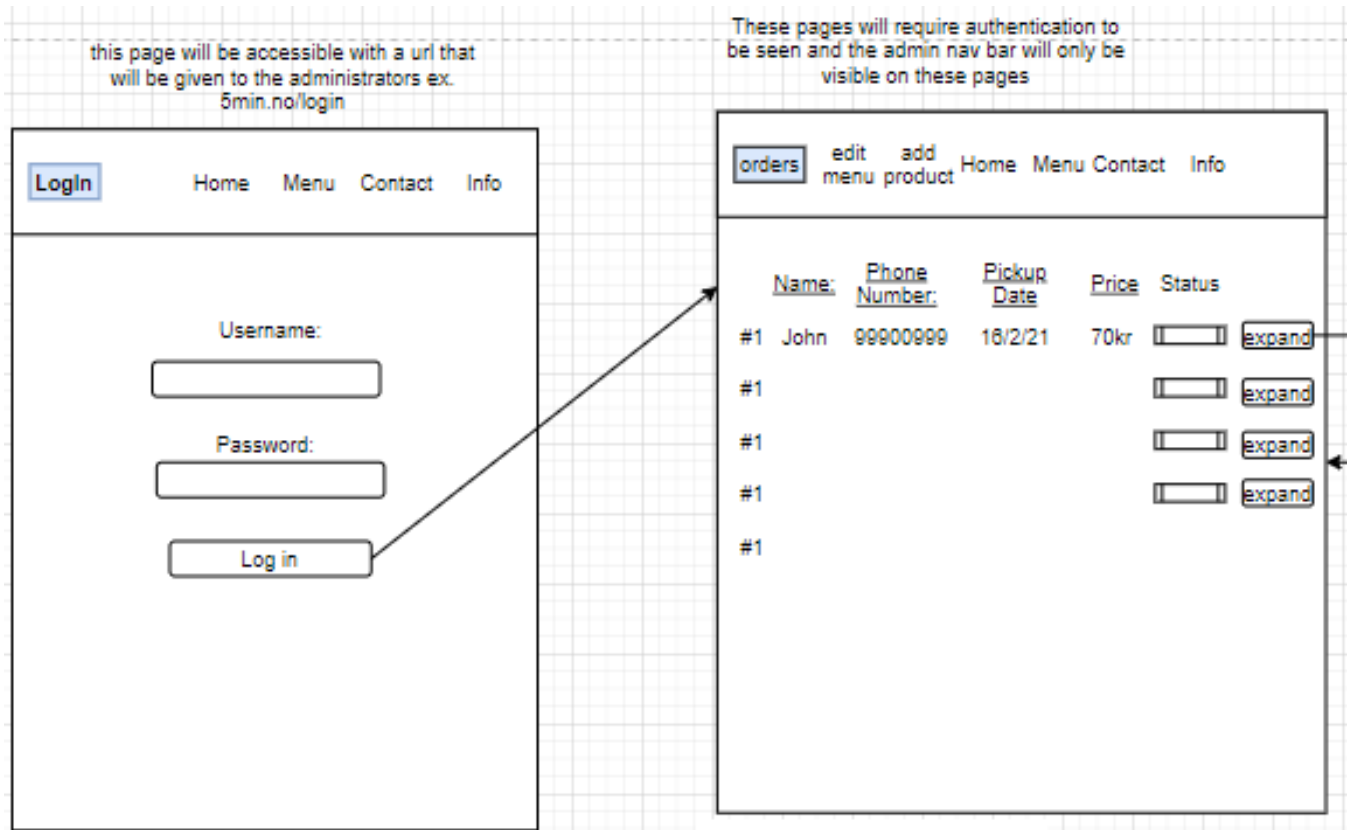 this page will be accessible with a url that
will be given to the administrators ex.
5min.no/login
LogIn Home Menu Contact Info
Username:
Password:
Log in
These pages will require authentication to
be seen and the admin nav bar will only be
visible on these pages
orders edit menu add product Home Menu Contact Info
Name: Phone Number: Pickup Date Price Status
#1 John 99900999 16/2/21 70kr expand
#1 expand
#1 expand
#1 expand
#1